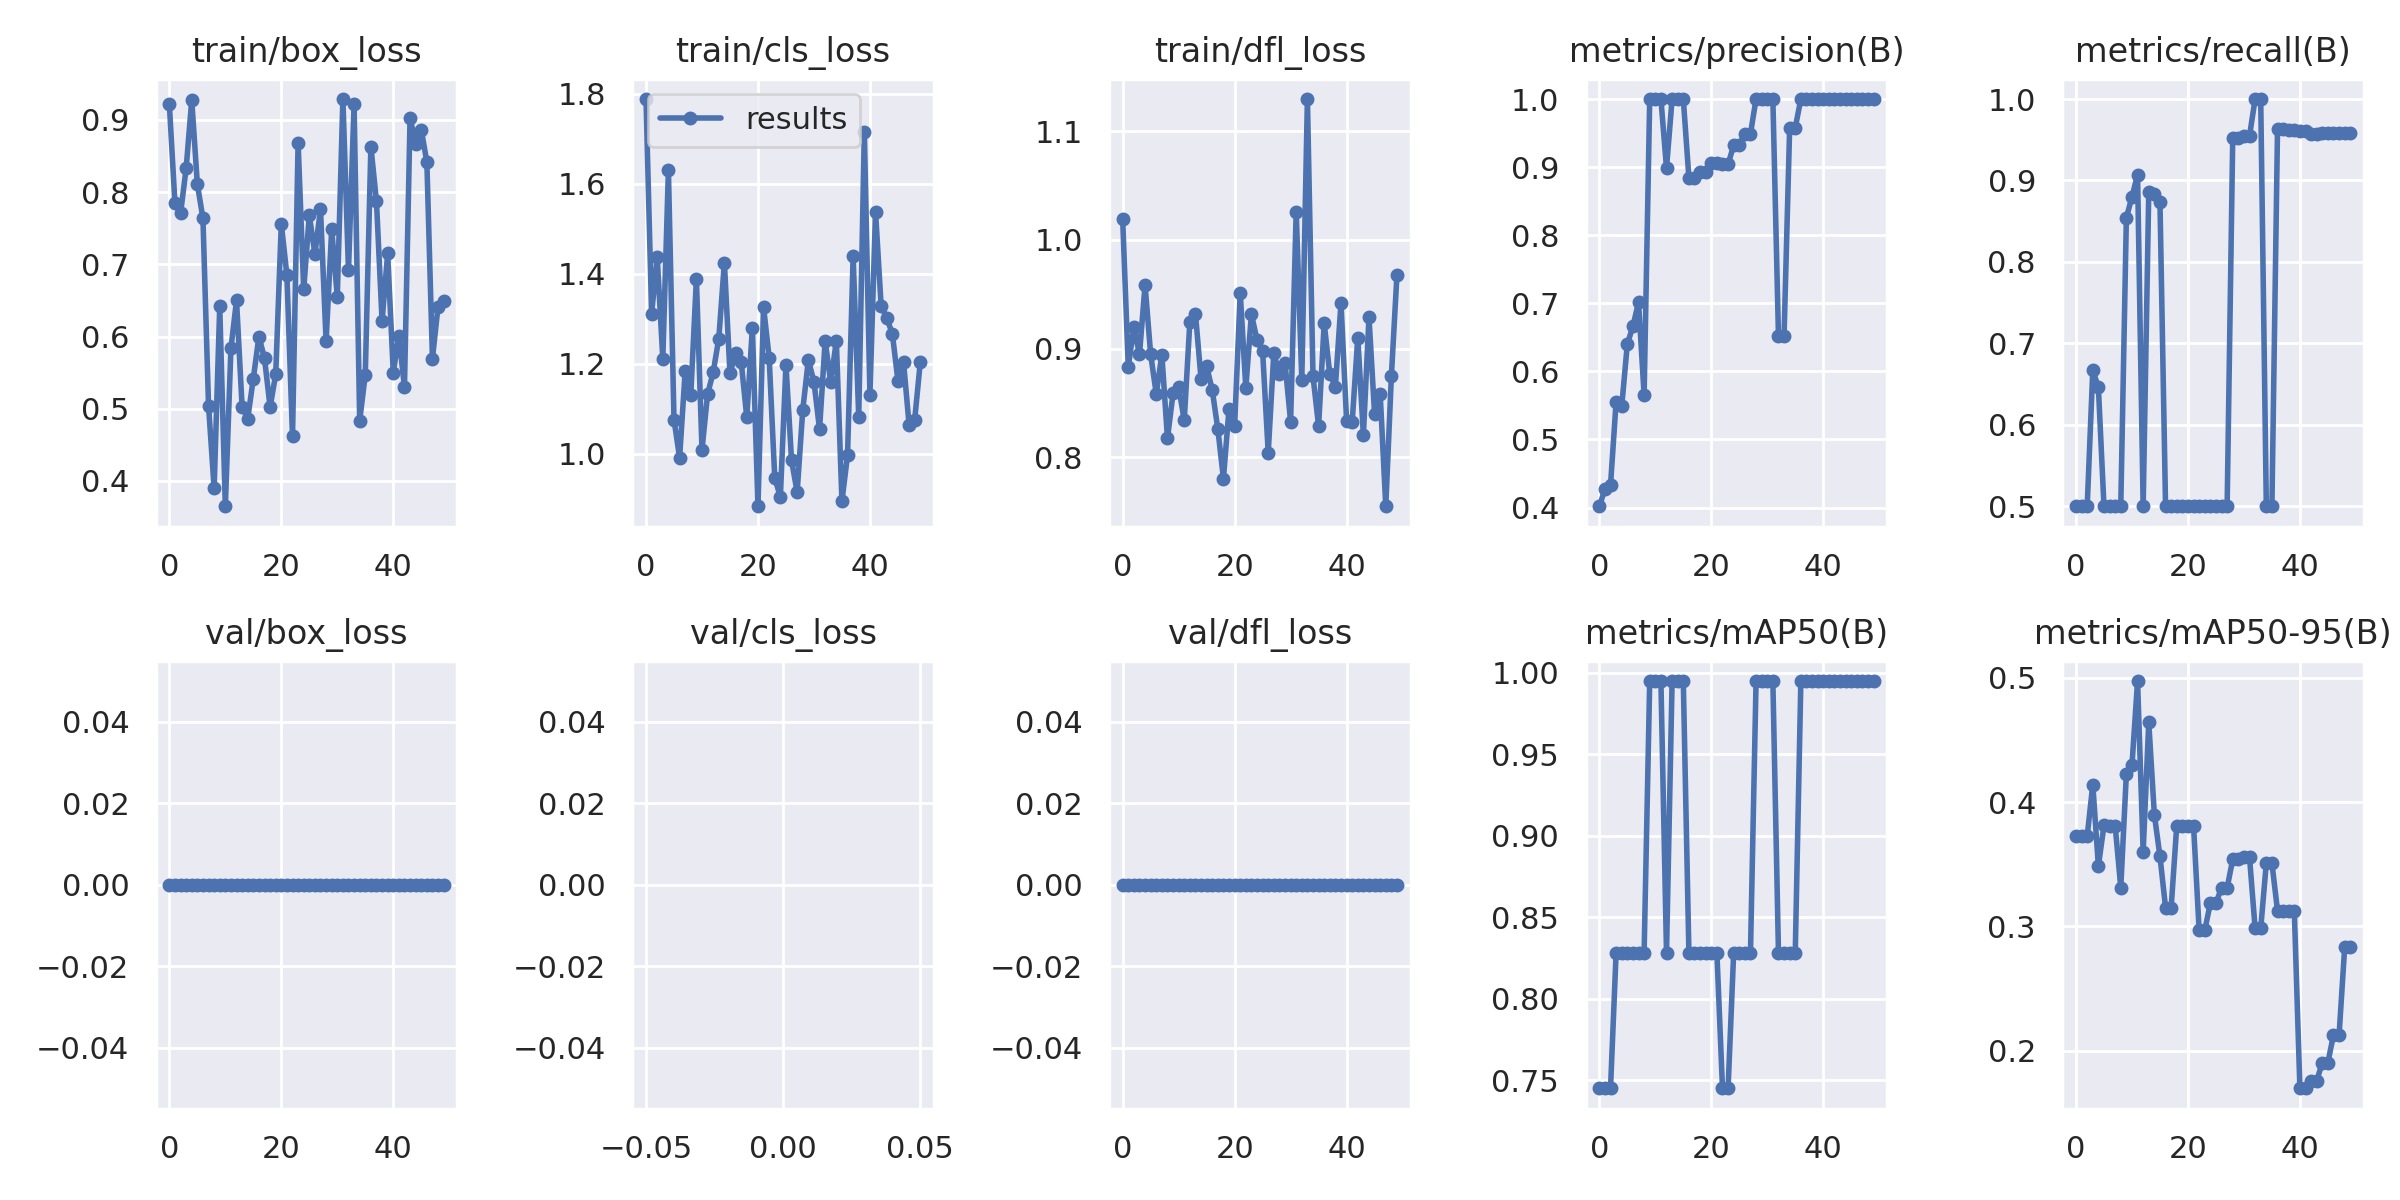 train/box_loss
0.9
0.8
0.7
0.6
0.5
0.4
0 20 40
train/cls_loss
results
1.8
1.6
1.4
1.2
1.0
0 20 40
train/dfl_loss
1.1
1.0
0.9
0.8
0 20 40
metrics/precision(B)
1.0
0.9
0.8
0.7
0.6
0.5
0.4
0 20 40
metrics/recall(B)
1.0
0.9
0.8
0.7
0.6
0.5
0 20 40
val/box_loss
0.04
0.02
0.00
−0.02
−0.04
0 20 40
val/cls_loss
0.04
0.02
0.00
−0.02
−0.04
−0.05 0.00 0.05
val/dfl_loss
0.04
0.02
0.00
−0.02
−0.04
0 20 40
metrics/mAP50(B)
1.00
0.95
0.90
0.85
0.80
0.75
0 20 40
metrics/mAP50-95(B)
0.5
0.4
0.3
0.2
0 20 40